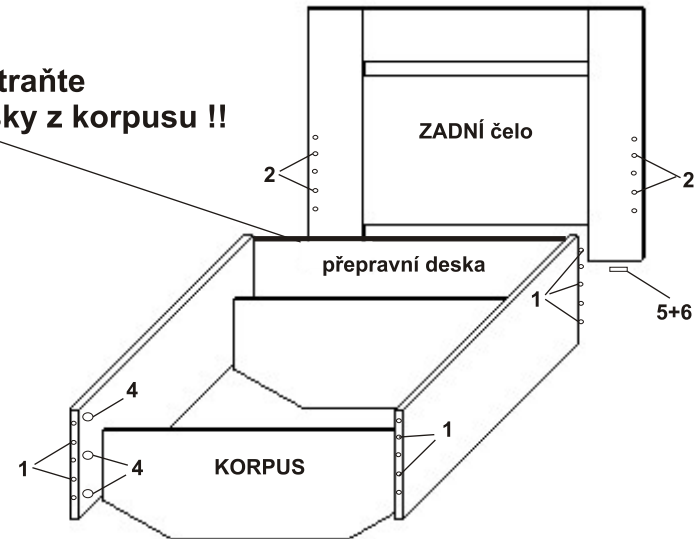 traňte
ky z korpusu !!
ZADNÍ čelo
2
2
přepravní deska
1
5+6
4
1
1
4
KORPUS